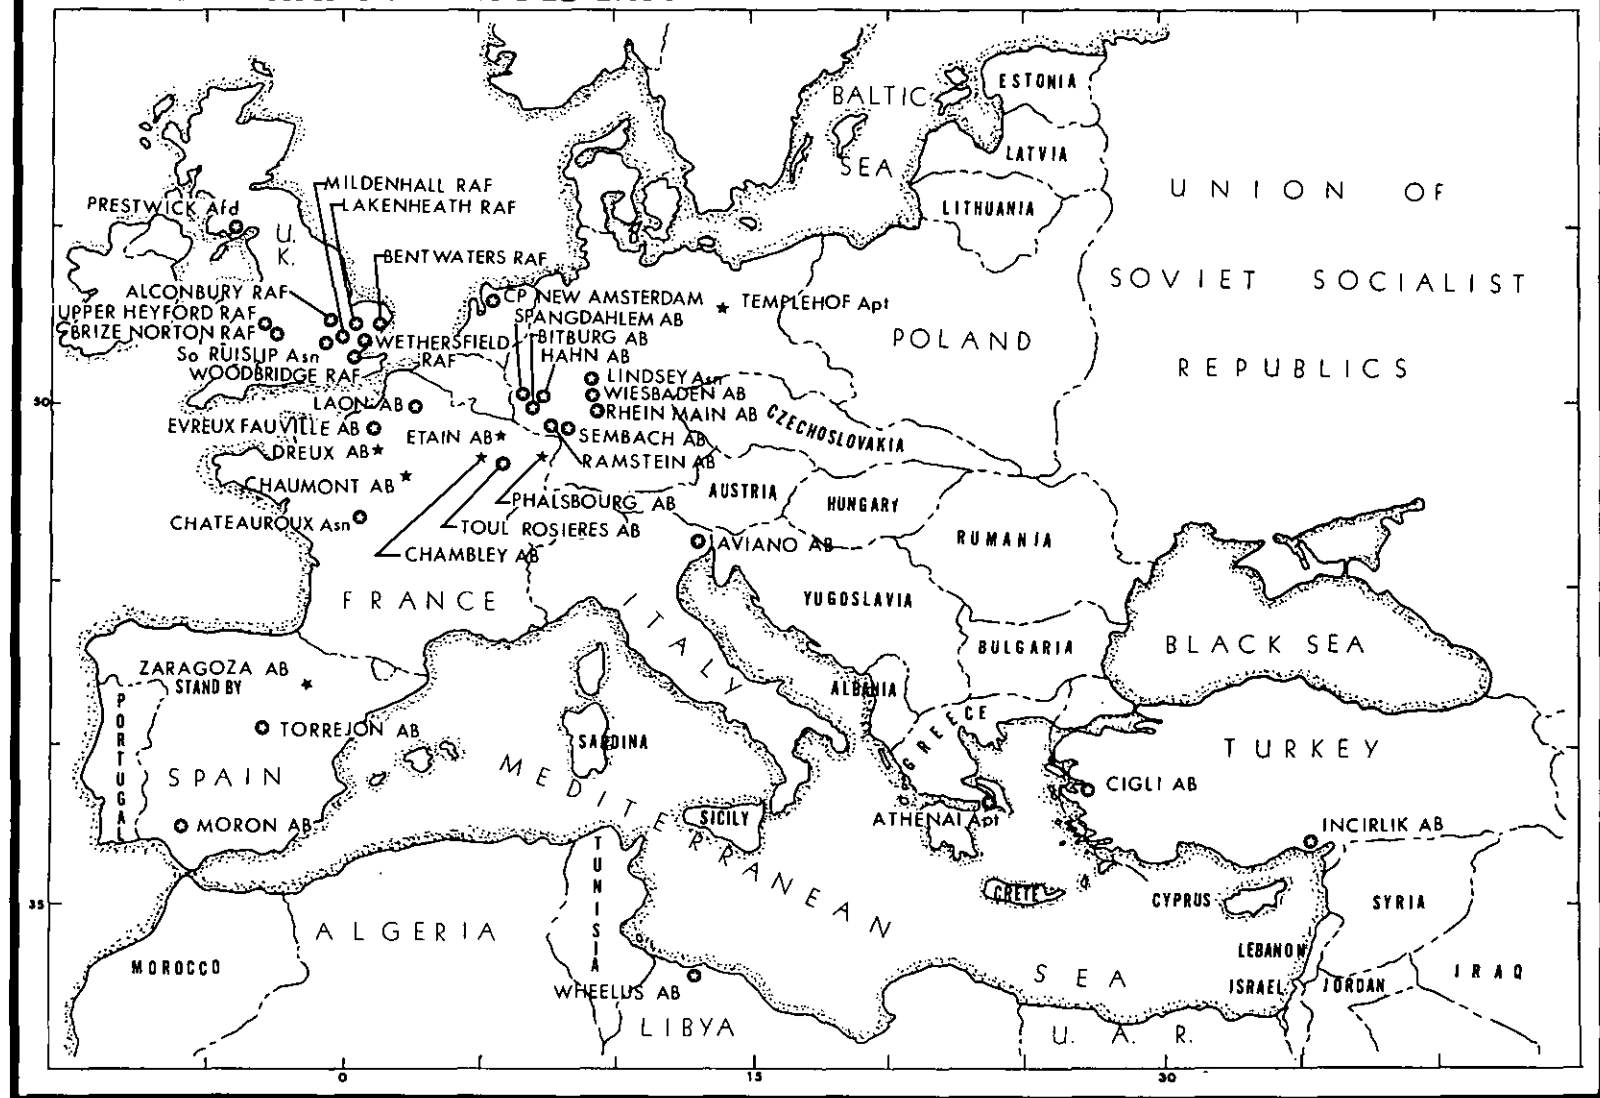 BALTIC
SEA
ESTONIA
LATVIA
LITHUANIA
UNION OF
SOVIET SOCIALIST
REPUBLICS
MILDENHALL RAF
LAKENHEATH RAF
PRESTWICK Afd
U.
K.
BENTWATERS RAF
ALCONBURY RAF
UPPER HEYFORD RAF
BRIZE NORTON RAF
So RUISLIP Asn
WOODBRIDGE RAF
WETHERSFIELD
RAF
CP NEW AMSTERDAM
TEMPLEHOF Apt
SPANGDAHLEM AB
BITBURG AB
HAHN AB
POLAND
LINDSEY Asn
WIESBADEN AB
RHEIN MAIN AB
CZECHOSLOVAKIA
50
LAON AB
EVREUX FAUVILLE AB
ETAIN AB
SEMBACH AB
DREUX AB
RAMSTEIN AB
CHAUMONT AB
AUSTRIA
HUNGARY
PHALSBOURG AB
CHATEAUROUX Asn
TOUL ROSIERES AB
CHAMBLEY AB
AVIANO AB
RUMANIA
FRANCE
ITALY
YUGOSLAVIA
BULGARIA
BLACK SEA
ZARAGOZA AB
STAND BY
ALBANIA
PORTUGAL
TORREJON AB
SARDINA
GREECE
TURKEY
SPAIN
MEDITERRANEAN
CIGLI AB
MORON AB
SICILY
ATHENAI Apt
INCIRLIK AB
TUNISIA
CRETE
CYPRUS
SYRIA
35
ALGERIA
LEBANON
MOROCCO
SEA
ISRAEL
JORDAN
IRAQ
WHEELUS AB
LIBYA
U. A. R.
0
15
30